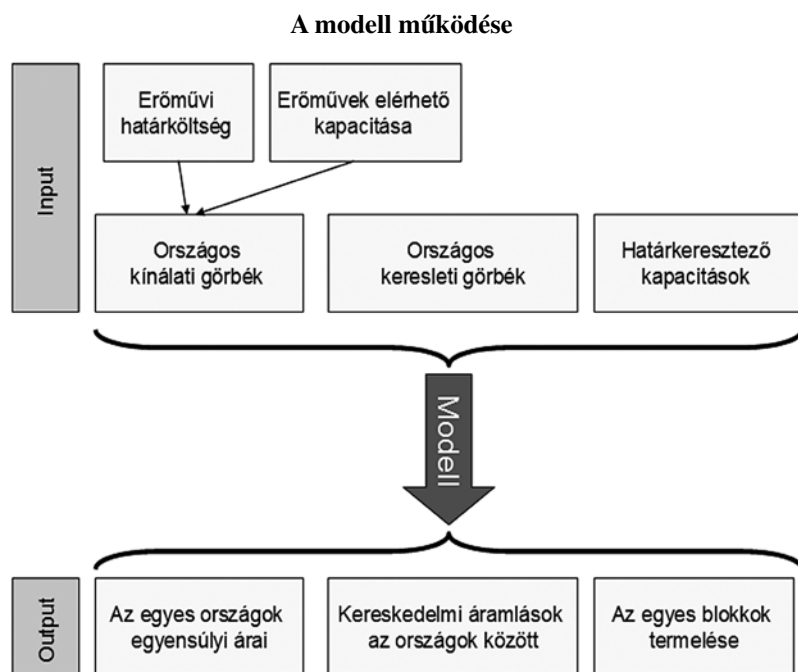 A modell működése
Input
Erőművi
határköltség
Erőművek elérhető
kapacitása
Országos
kínálati görbék
Országos
keresleti görbék
Határkeresztező
kapacitások
Modell
Output
Az egyes országok
egyensúlyi árai
Kereskedelmi áramlások
az országok között
Az egyes blokkok
termelése